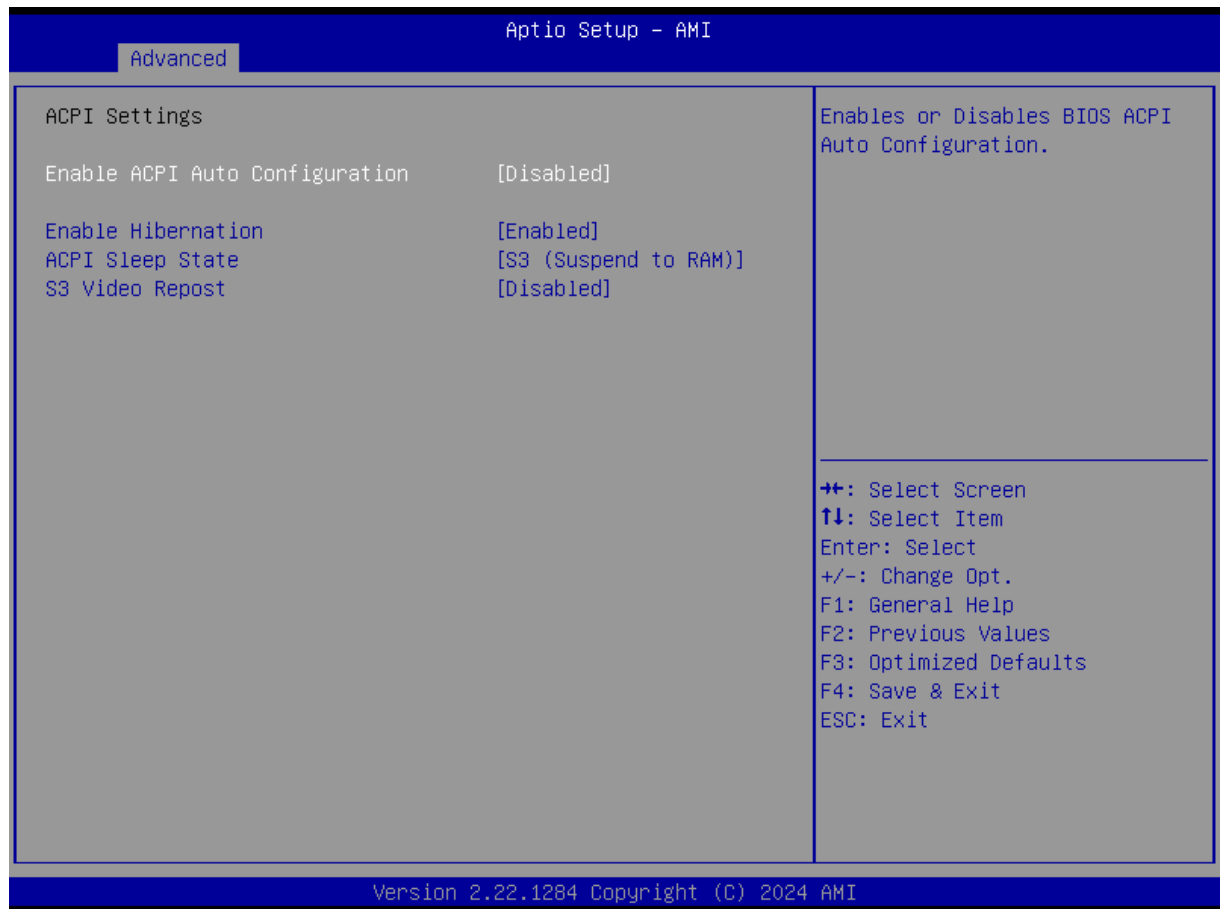 Aptio Setup – AMI
Advanced
ACPI Settings
Enable ACPI Auto Configuration [Disabled]
Enable Hibernation [Enabled]
ACPI Sleep State [S3 (Suspend to RAM)]
S3 Video Repost [Disabled]
Enables or Disables BIOS ACPI
Auto Configuration.
→←: Select Screen
↑↓: Select Item
Enter: Select
+/-: Change Opt.
F1: General Help
F2: Previous Values
F3: Optimized Defaults
F4: Save & Exit
ESC: Exit
Version 2.22.1284 Copyright (C) 2024 AMI